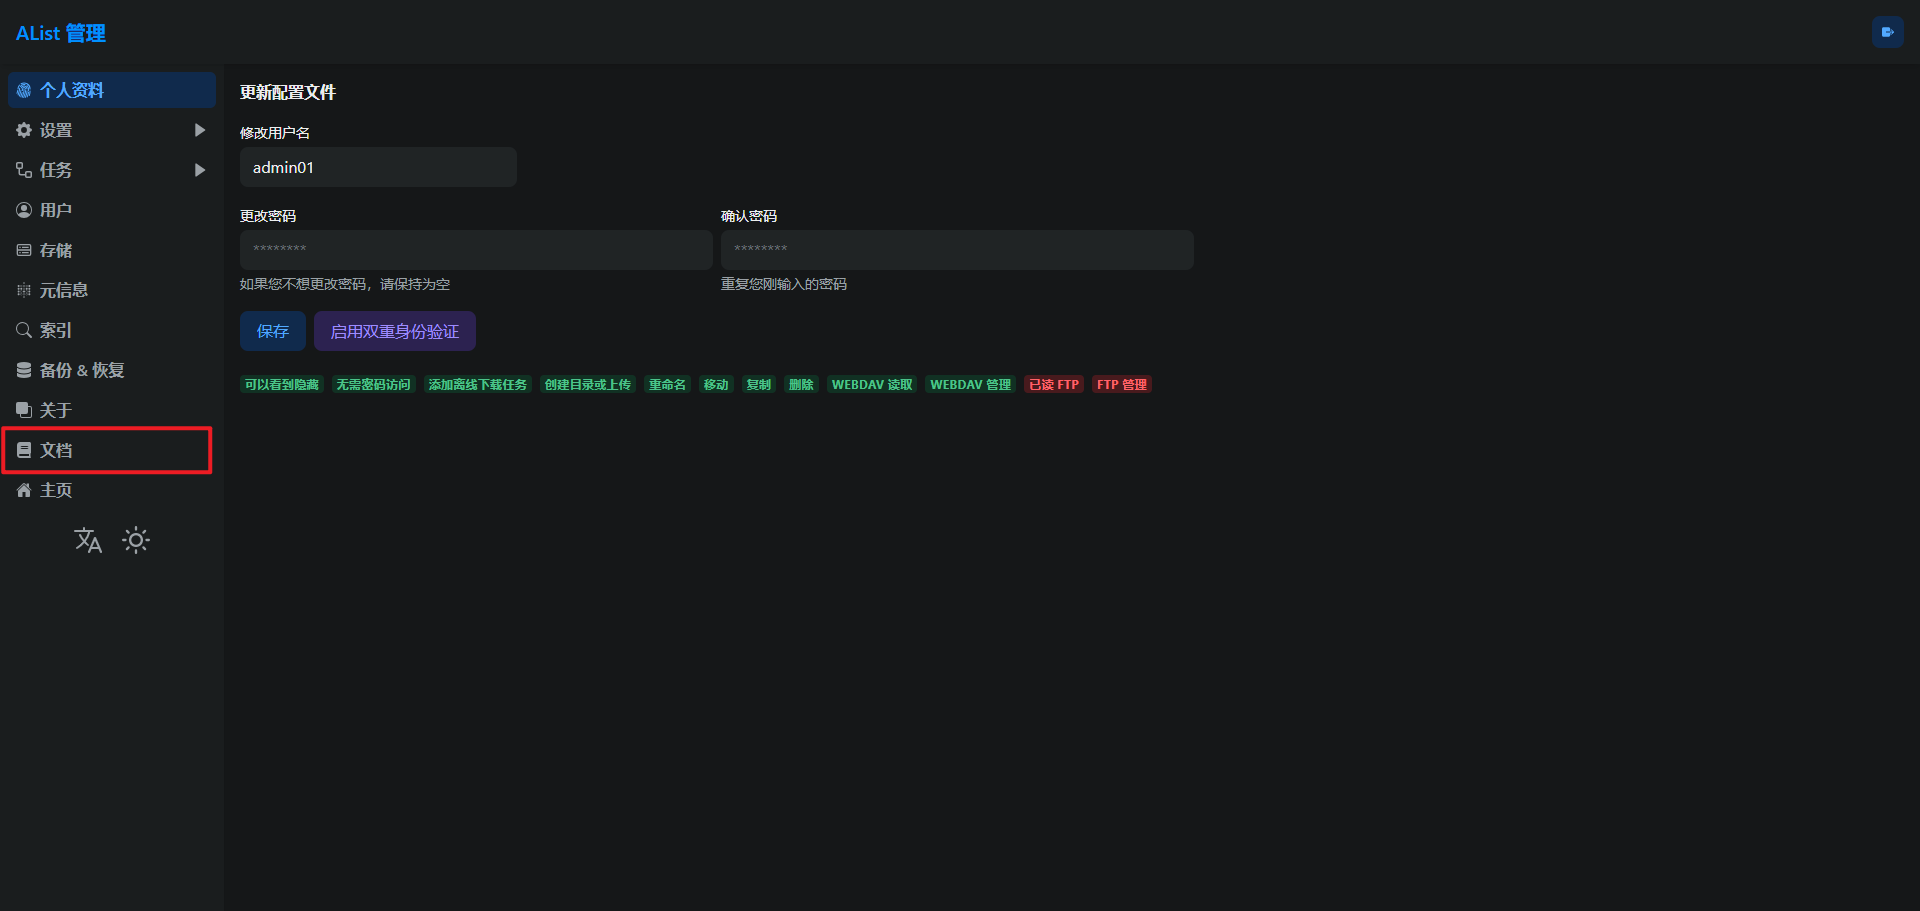 AList 管理
个人资料
设置
任务
用户
存储
元信息
索引
备份 & 恢复
关于
文档
主页
更新配置文件
修改用户名
admin01
更改密码 确认密码
******** ********
如果您不想更改密码，请保持为空 重复您刚输入的密码
保存 启用双重身份验证
可以看到隐藏 无需密码访问 添加离线下载任务 创建目录或上传 重命名 移动 复制 删除 WEBDAV 读取 WEBDAV 管理 已读 FTP FTP 管理